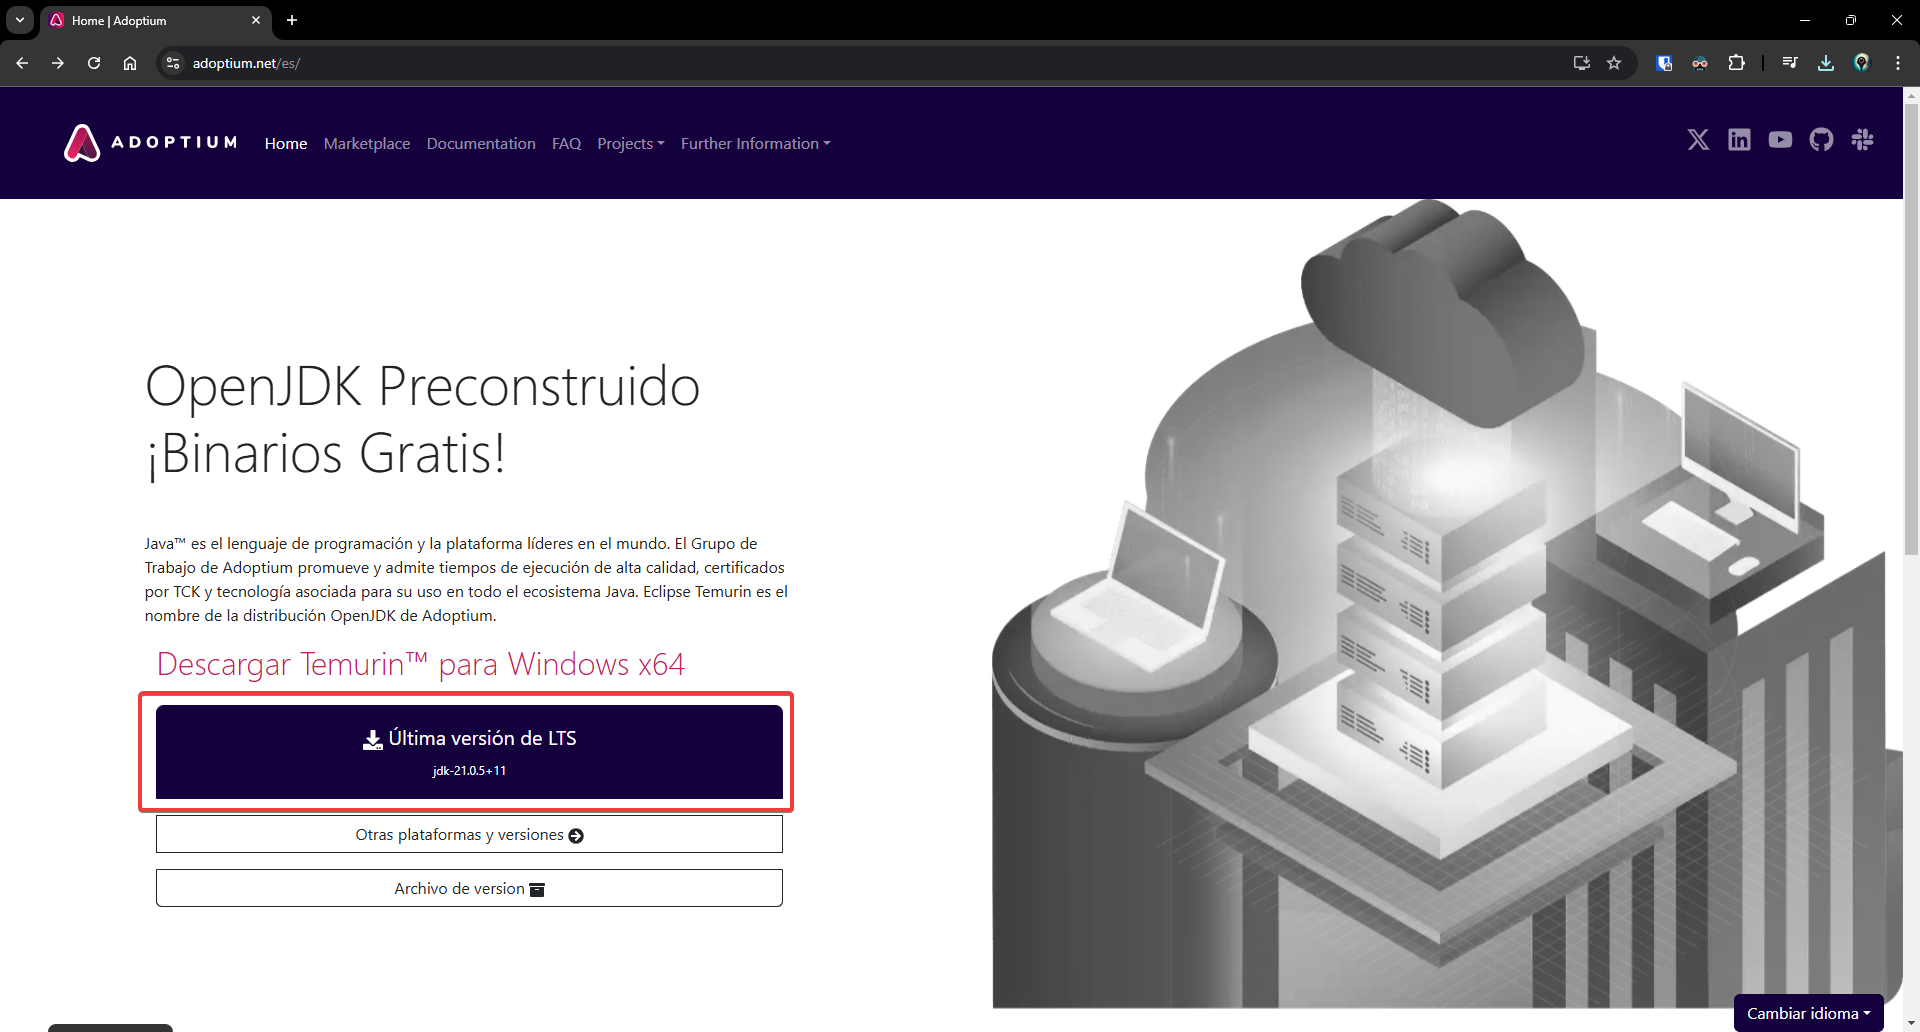 Home | Adoptium
adoptium.net/es/
ADOPTIUM
Home
Marketplace
Documentation
FAQ
Projects
Further Information
OpenJDK Preconstruido
¡Binarios Gratis!
Java™ es el lenguaje de programación y la plataforma líderes en el mundo. El Grupo de
Trabajo de Adoptium promueve y admite tiempos de ejecución de alta calidad, certificados
por TCK y tecnología asociada para su uso en todo el ecosistema Java. Eclipse Temurin es el
nombre de la distribución OpenJDK de Adoptium.
Descargar Temurin™ para Windows x64
Última versión de LTS
jdk-21.0.5+11
Otras plataformas y versiones
Archivo de version
Cambiar idioma